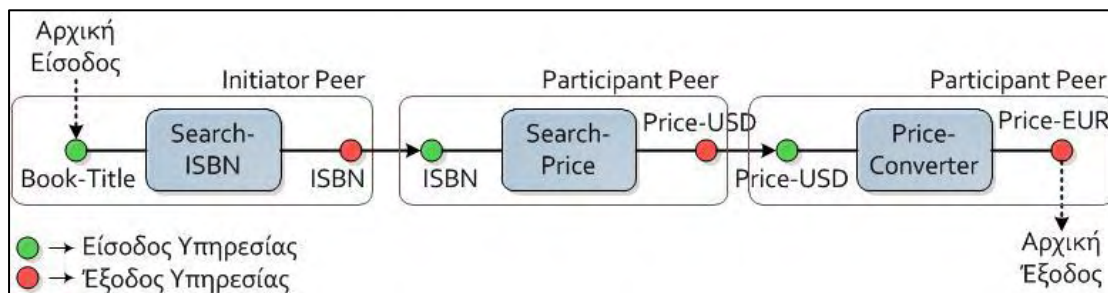 Αρχική
Είσοδος
Initiator Peer
Participant Peer
Participant Peer
Search-
ISBN
Search-
Price
Price-USD
Price-
Converter
Price-EUR
Book-Title
ISBN
ISBN
Price-USD
→ Είσοδος Υπηρεσίας
→ Έξοδος Υπηρεσίας
Αρχική
Έξοδος